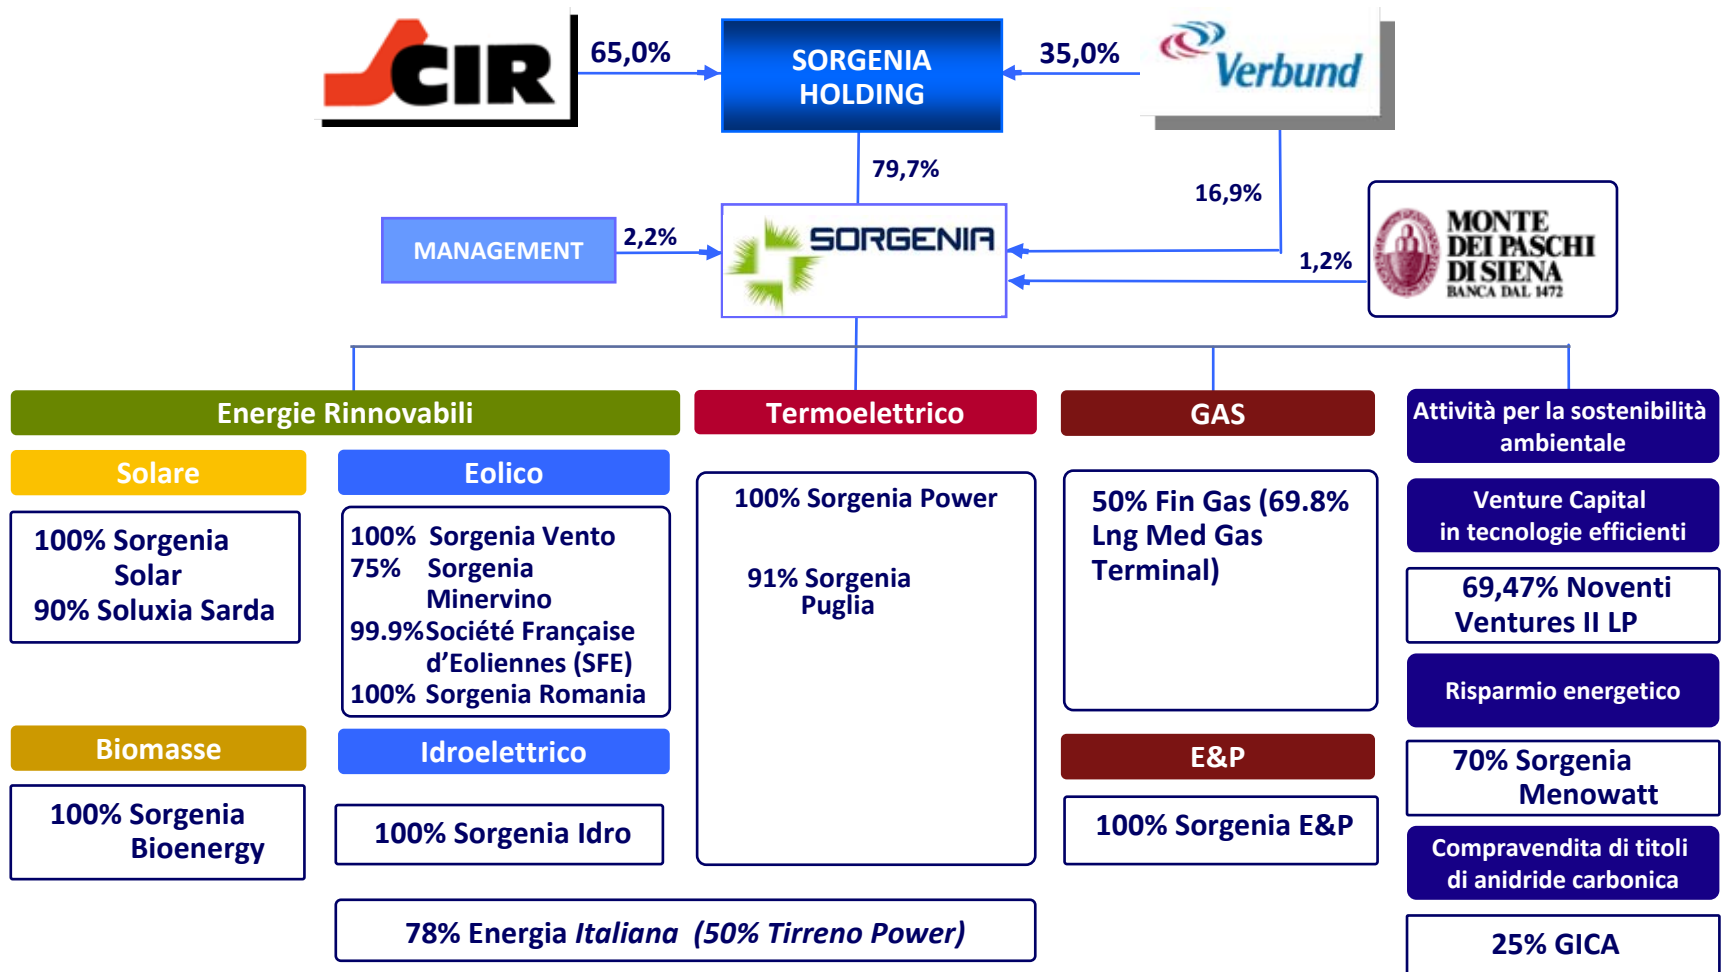 CIR
65,0%
SORGENIA
HOLDING
35,0%
Verbund
79,7%
16,9%
MANAGEMENT
2,2%
SORGENIA
1,2%
MONTE
DEI PASCHI
DI SIENA
BANCA DAL 1472
Energie Rinnovabili
Solare
100% Sorgenia
Solar
90% Soluxia Sarda
Biomasse
100% Sorgenia
Bioenergy
Eolico
100% Sorgenia Vento
75% Sorgenia
Minervino
99.9%Société Française
d’Eoliennes (SFE)
100% Sorgenia Romania
Idroelettrico
100% Sorgenia Idro
Termoelettrico
100% Sorgenia Power
91% Sorgenia
Puglia
78% Energia Italiana (50% Tirreno Power)
GAS
50% Fin Gas (69.8%
Lng Med Gas
Terminal)
E&P
100% Sorgenia E&P
Attività per la sostenibilità
ambientale
Venture Capital
in tecnologie efficienti
69,47% Noventi
Ventures II LP
Risparmio energetico
70% Sorgenia
Menowatt
Compravendita di titoli
di anidride carbonica
25% GICA